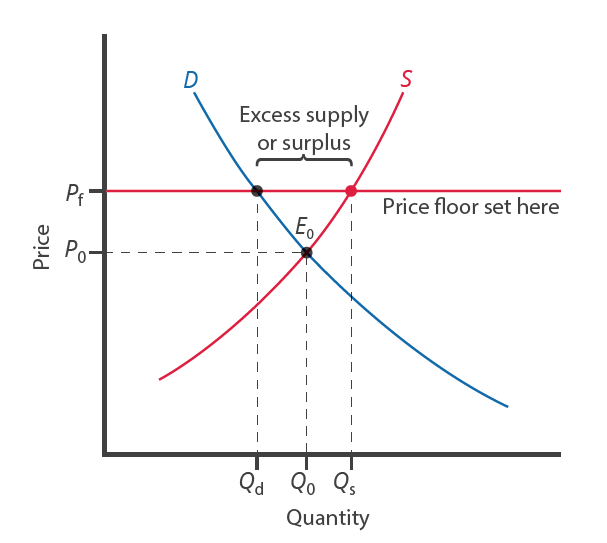 D
S
Excess supply
or surplus
Pf
Price floor set here
E0
P0
Price
Qd
Q0
Qs
Quantity